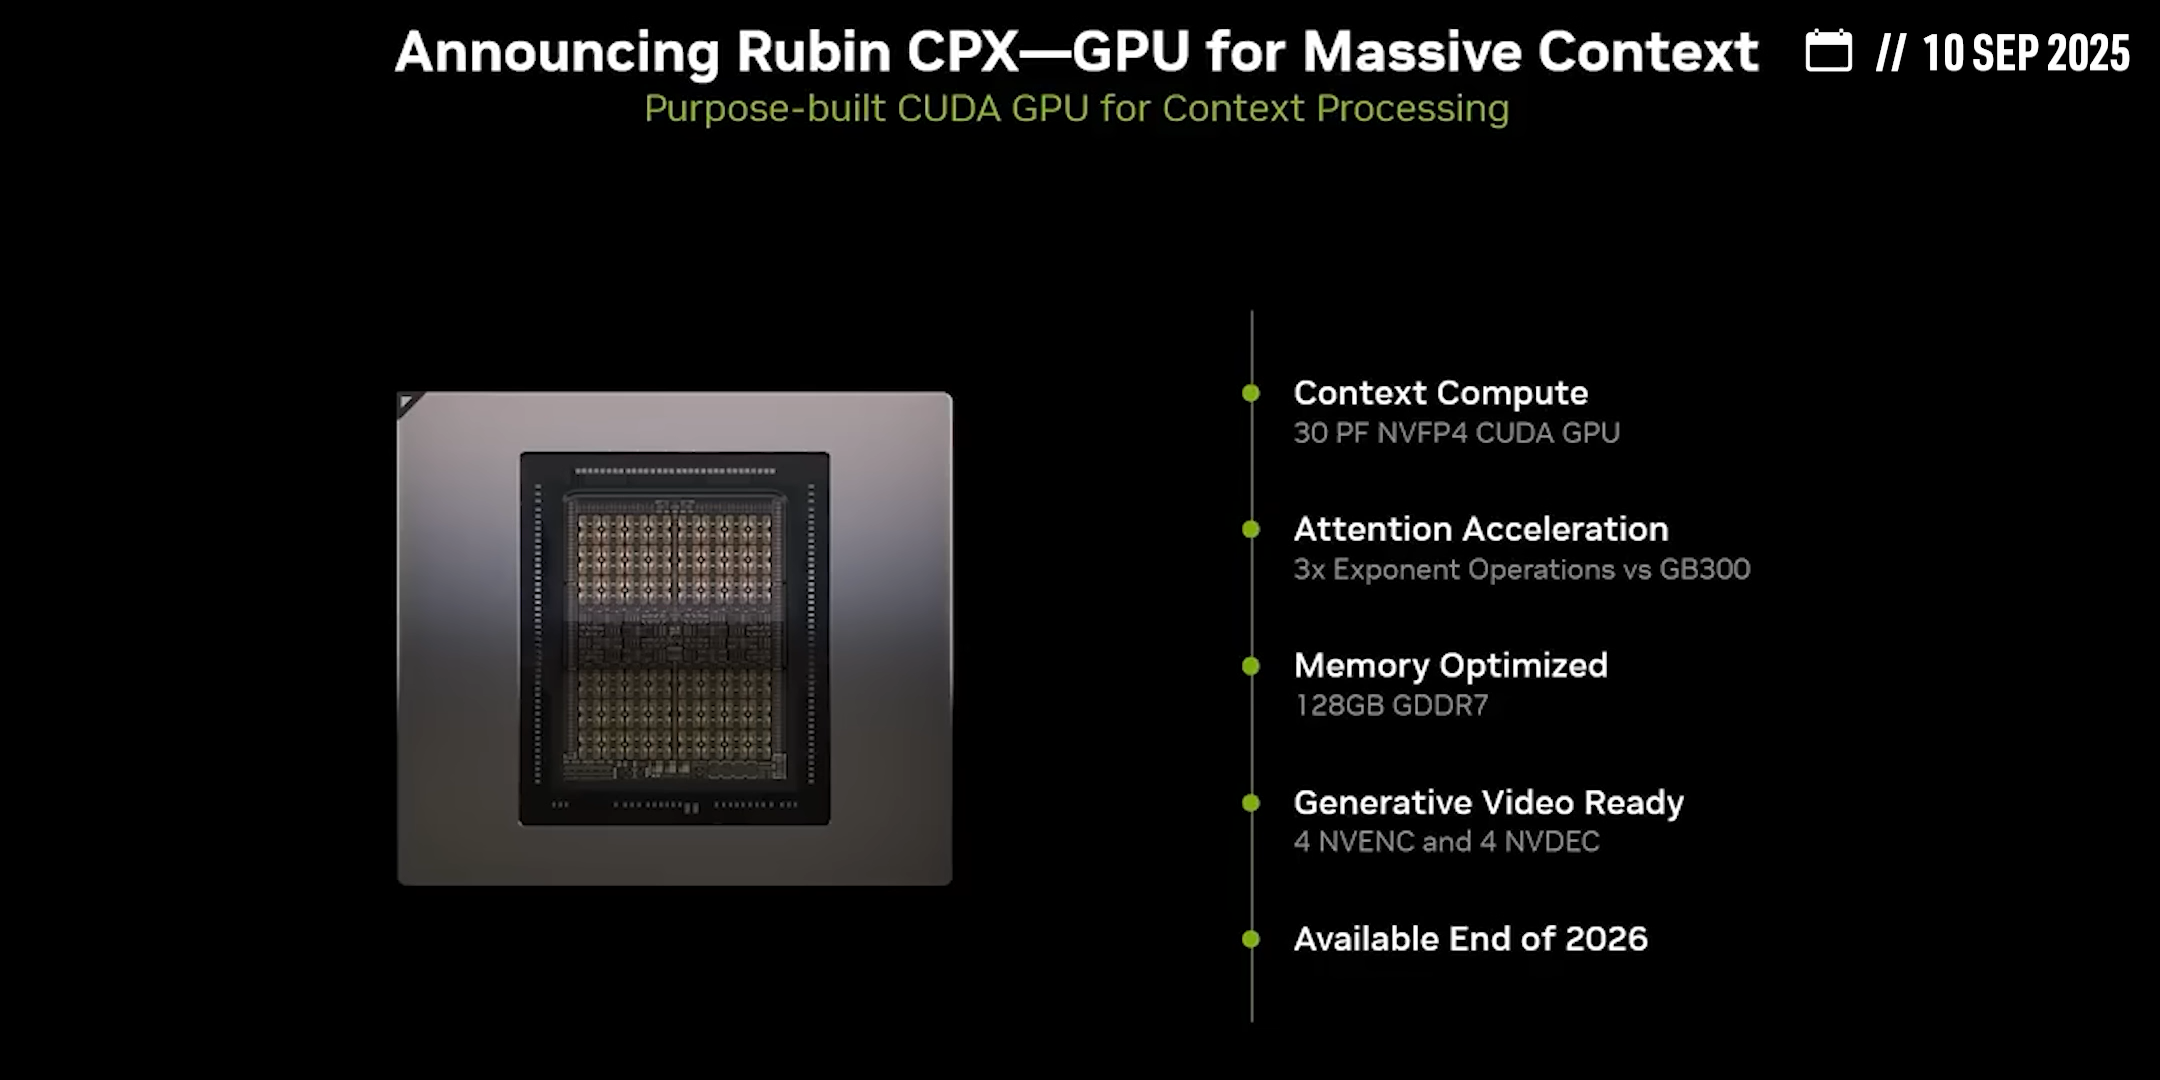 Announcing Rubin CPX—GPU for Massive Context
// 10 SEP 2025
Purpose-built CUDA GPU for Context Processing
Context Compute
30 PF NVFP4 CUDA GPU
Attention Acceleration
3x Exponent Operations vs GB300
Memory Optimized
128GB GDDR7
Generative Video Ready
4 NVENC and 4 NVDEC
Available End of 2026